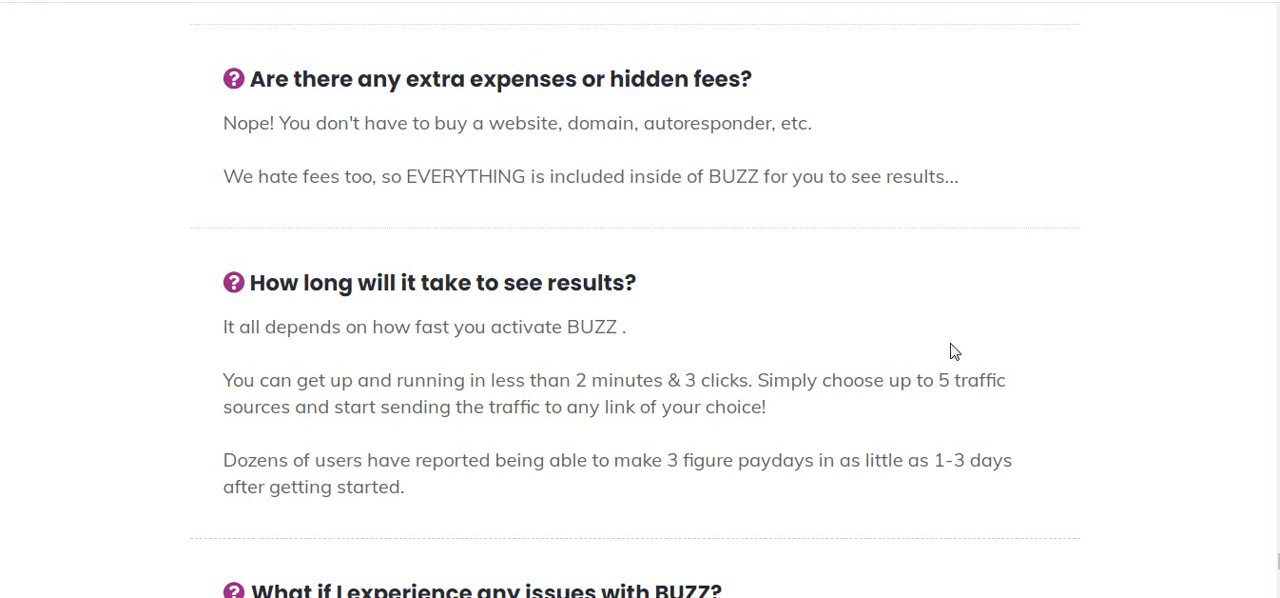 Are there any extra expenses or hidden fees?
Nope! You don't have to buy a website, domain, autoresponder, etc.
We hate fees too, so EVERYTHING is included inside of BUZZ for you to see results...
How long will it take to see results?
It all depends on how fast you activate BUZZ .
You can get up and running in less than 2 minutes & 3 clicks. Simply choose up to 5 traffic
sources and start sending the traffic to any link of your choice!
Dozens of users have reported being able to make 3 figure paydays in as little as 1-3 days
after getting started.
What if I experience any issues with BUZZ?